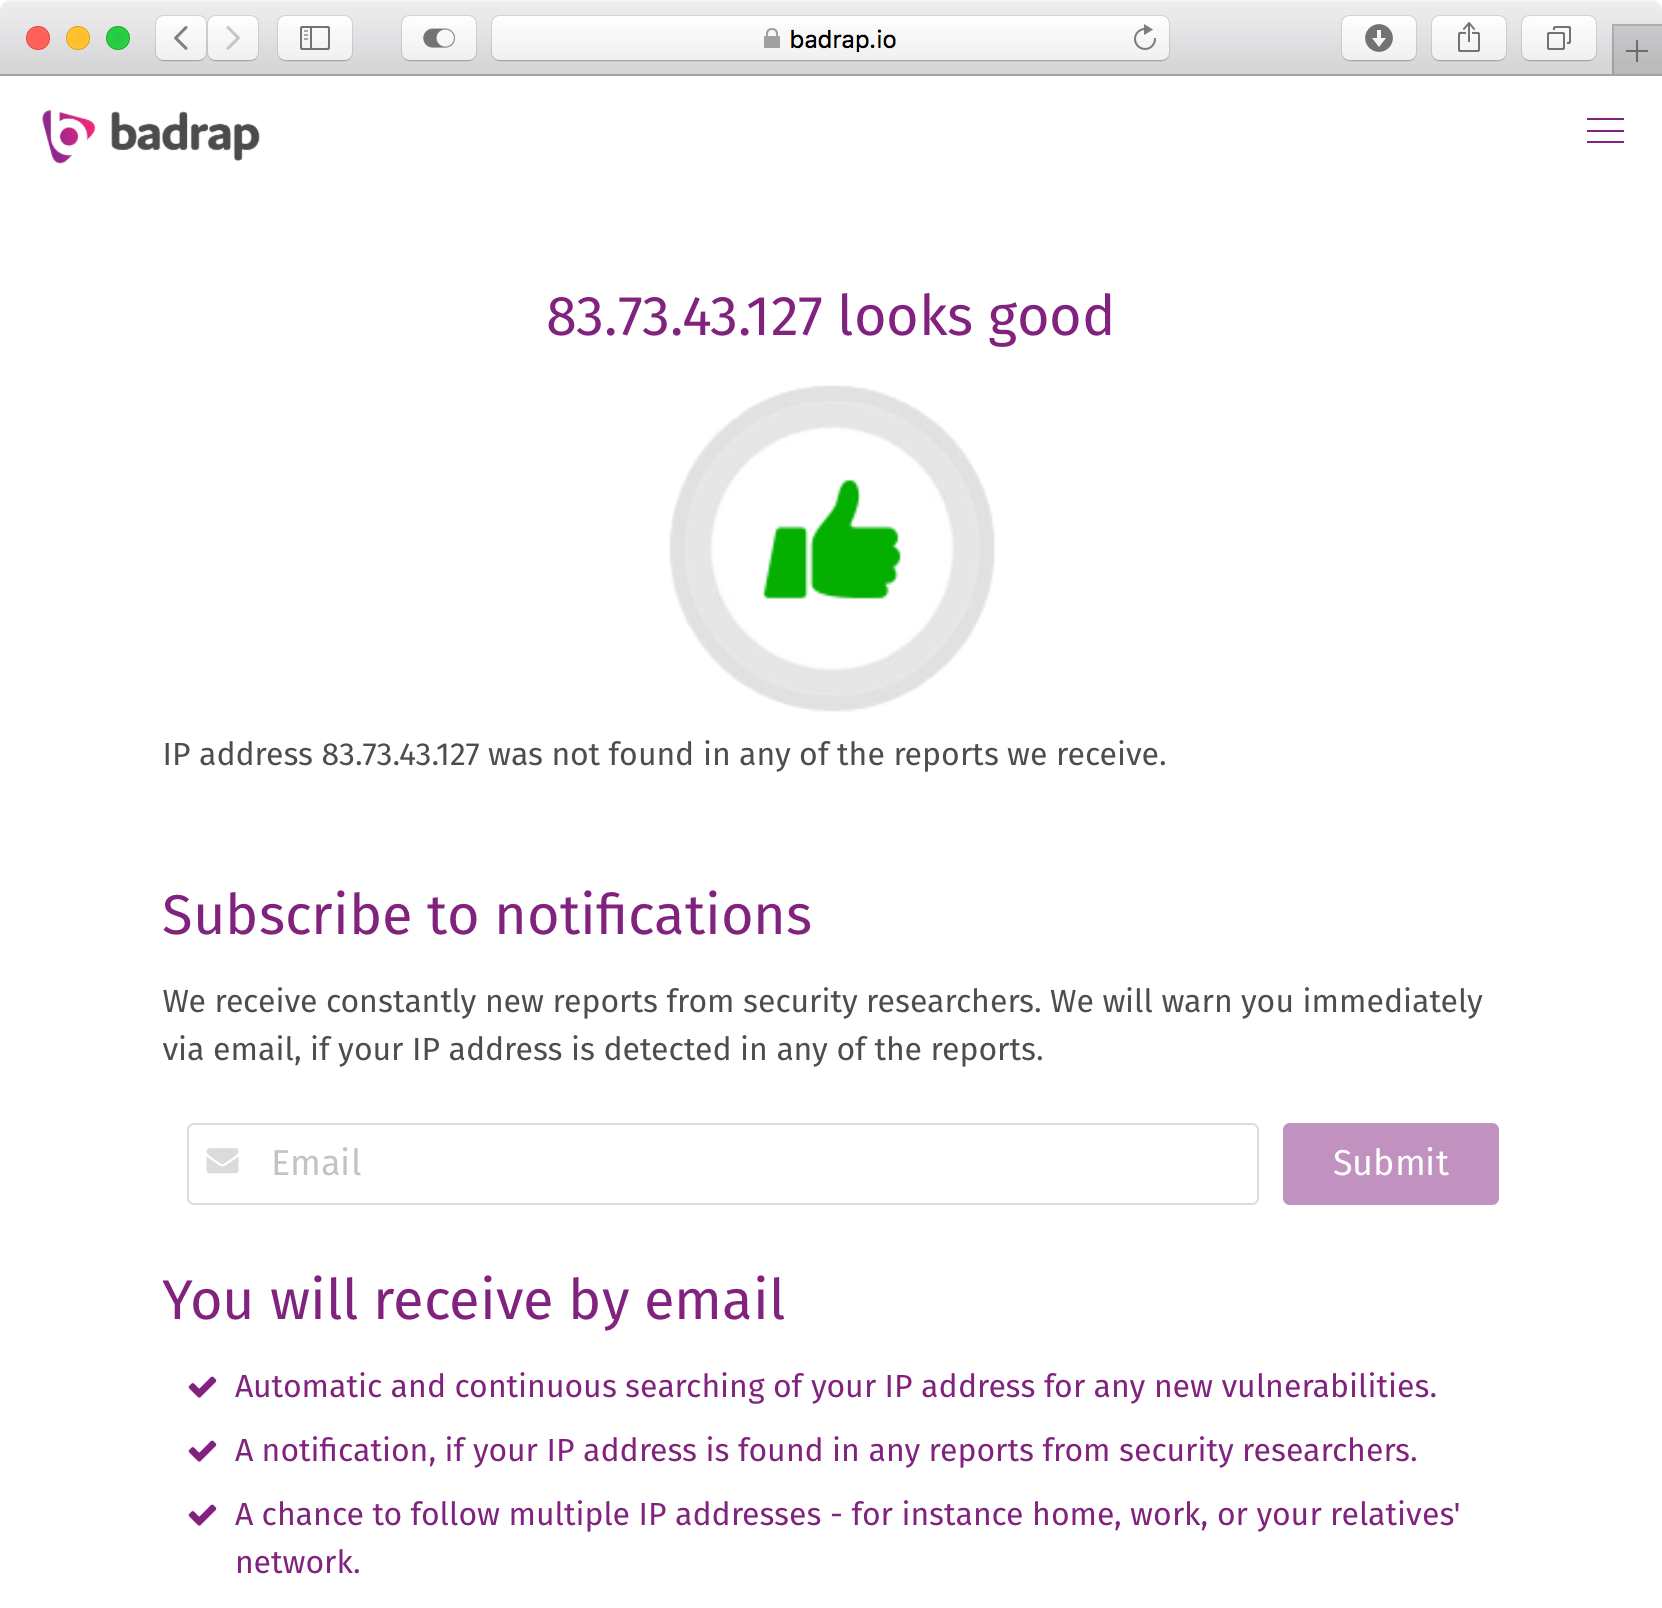 badrap.io
badrap
83.73.43.127 looks good
IP address 83.73.43.127 was not found in any of the reports we receive.
Subscribe to notifications
We receive constantly new reports from security researchers. We will warn you immediately
via email, if your IP address is detected in any of the reports.
Email
Submit
You will receive by email
Automatic and continuous searching of your IP address for any new vulnerabilities.
A notification, if your IP address is found in any reports from security researchers.
A chance to follow multiple IP addresses - for instance home, work, or your relatives'
network.